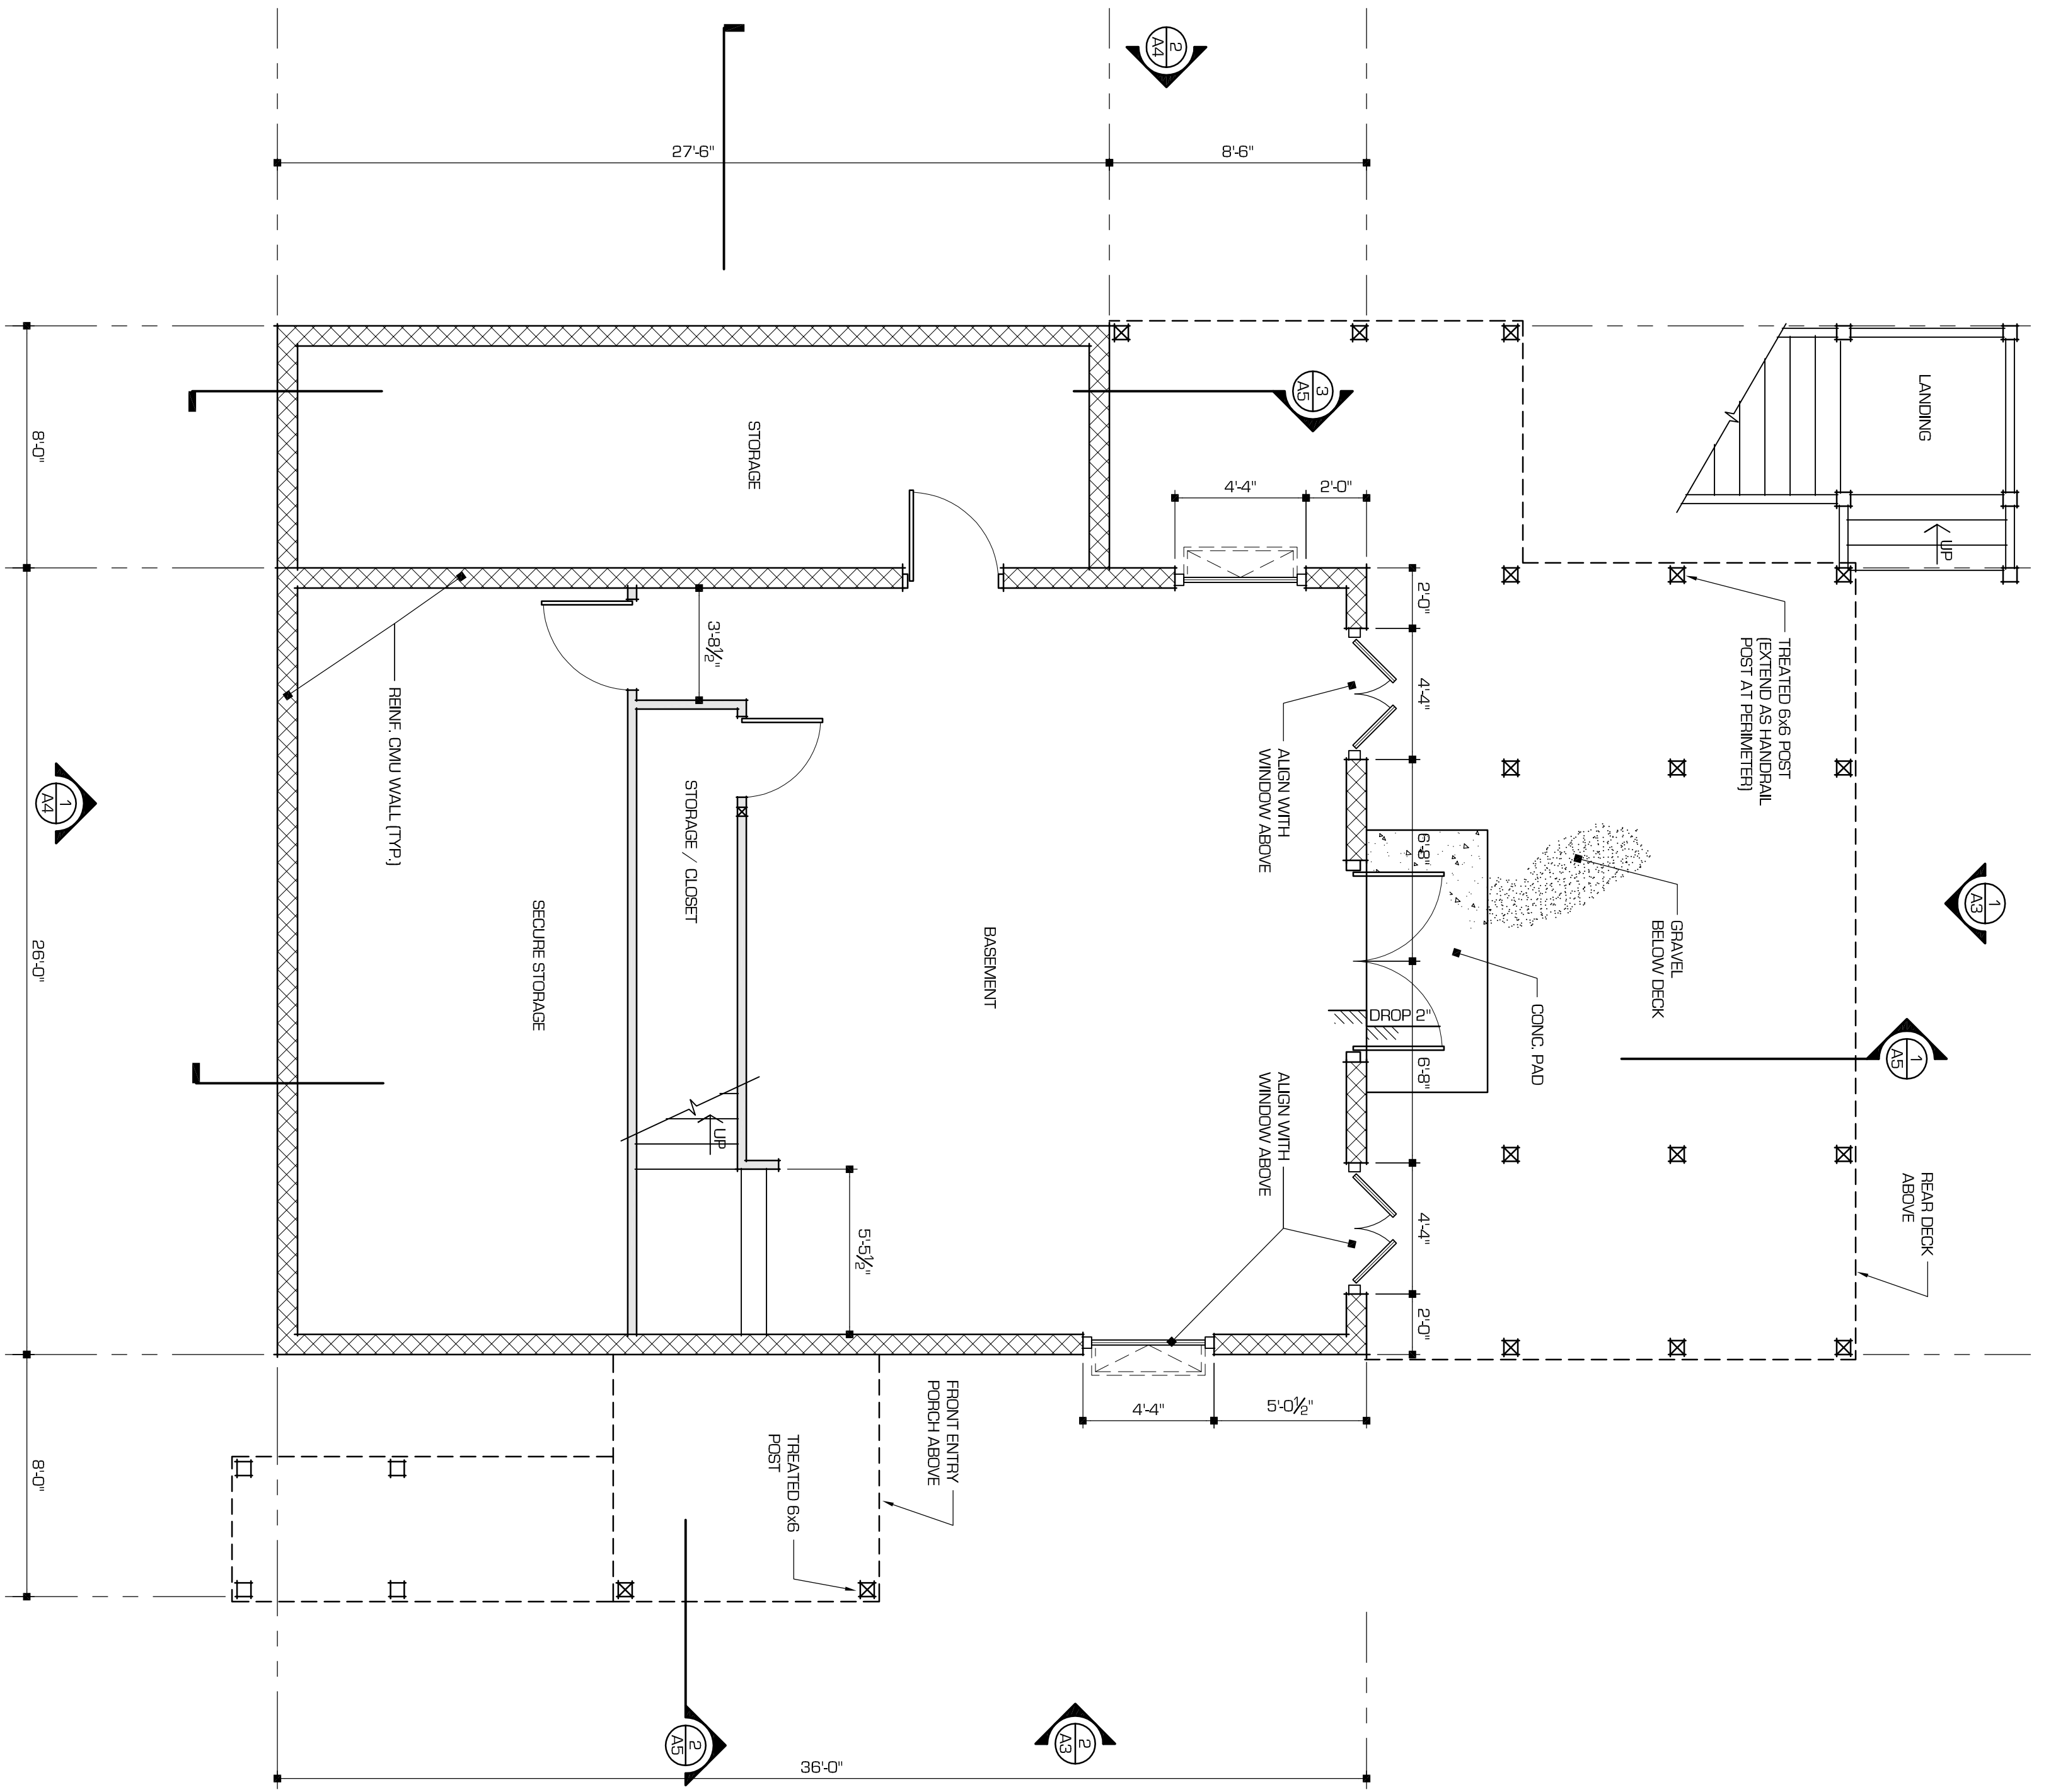 2
A4
27'-6"
8'-6"
3
A5
LANDING
UP
STORAGE
4'-4"
2'-0"
8'-0"
2'-0"
3'-8½"
4'-4"
TREATED 6x6 POST
(EXTEND AS HANDRAIL
POST AT PERIMETER)
REINF. CMU WALL (TYP.)
ALIGN WITH
WINDOW ABOVE
1
A4
STORAGE / CLOSET
6'-8"
GRAVEL
BELOW DECK
1
A3
SECURE STORAGE
BASEMENT
26'-0"
DROP 2"
CONC. PAD
1
A5
6'-8"
UP
ALIGN WITH
WINDOW ABOVE
REAR DECK
ABOVE
5'-5½"
4'-4"
2'-0"
4'-4"
5'-0½"
FRONT ENTRY
PORCH ABOVE
TREATED 6x6
POST
8'-0"
2
A5
2
A3
36'-0"